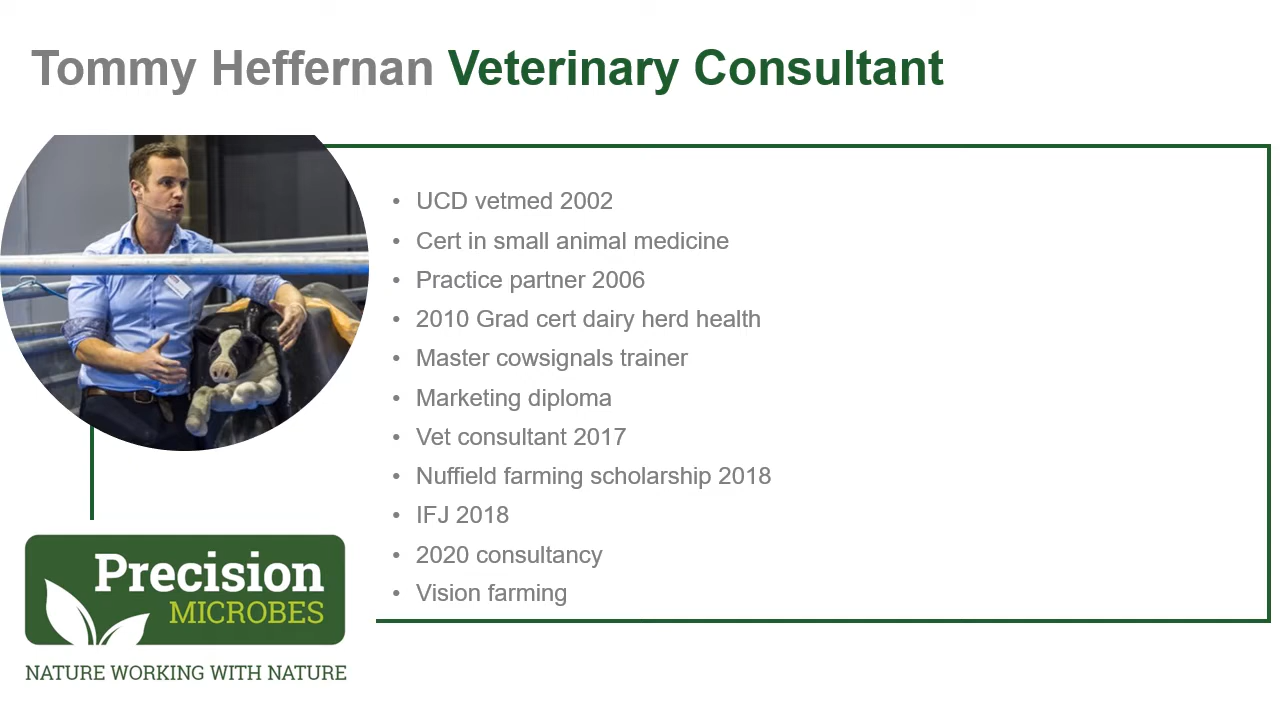 Tommy Heffernan Veterinary Consultant
• UCD vetmed 2002
• Cert in small animal medicine
• Practice partner 2006
• 2010 Grad cert dairy herd health
• Master cowsignals trainer
• Marketing diploma
• Vet consultant 2017
• Nuffield farming scholarship 2018
• IFJ 2018
• 2020 consultancy
• Vision farming
Precision
MICROBES
NATURE WORKING WITH NATURE